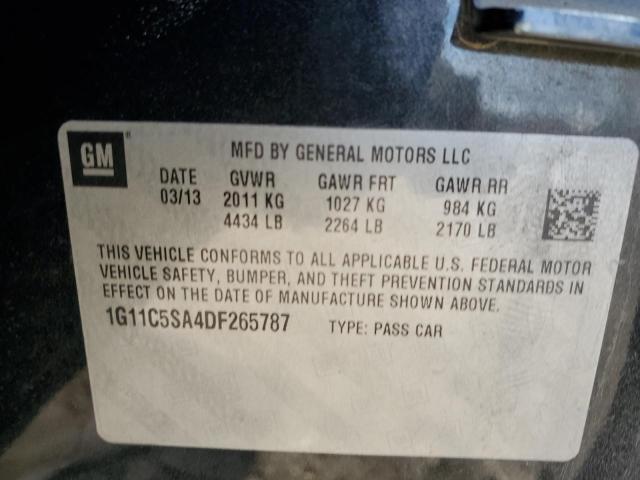 GM
MFD BY GENERAL MOTORS LLC
DATE GVWR GAWR FRT GAWR RR
03/13 2011 KG 1027 KG 984 KG
4434 LB 2264 LB 2170 LB
THIS VEHICLE CONFORMS TO ALL APPLICABLE U.S. FEDERAL MOTOR
VEHICLE SAFETY, BUMPER, AND THEFT PREVENTION STANDARDS IN
EFFECT ON THE DATE OF MANUFACTURE SHOWN ABOVE.
1G11C5SA4DF265787 TYPE: PASS CAR